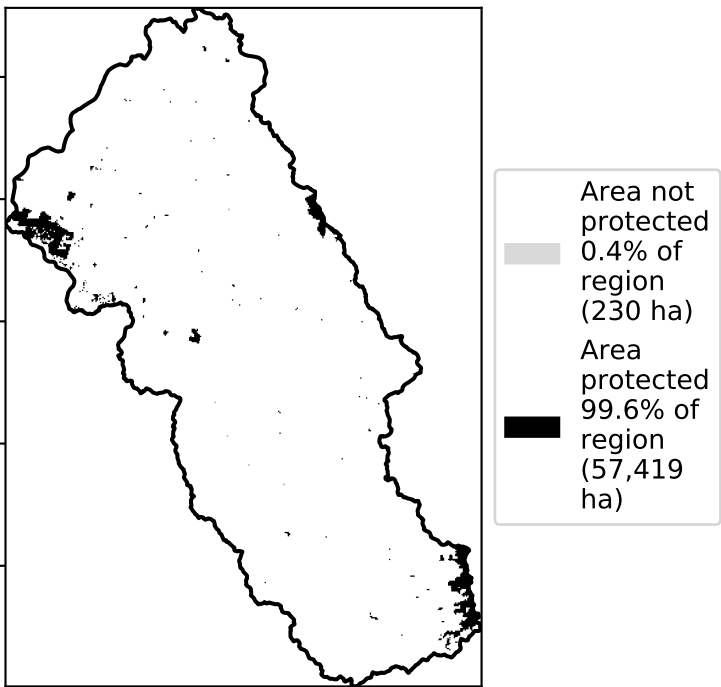 Area not
protected
0.4% of
region
(230 ha)
Area
protected
99.6% of
region
(57,419
ha)